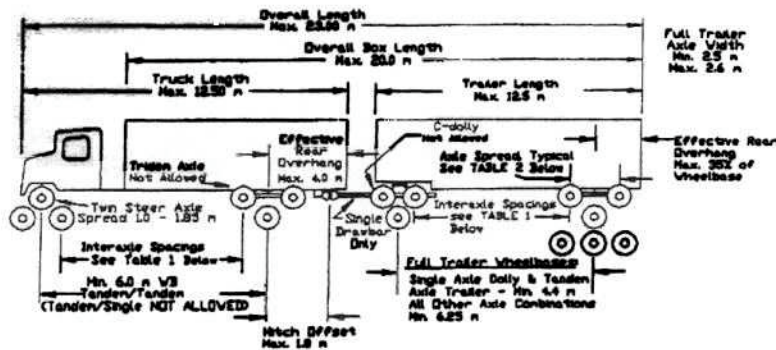 Overall Length
Max. 23.00 m
Overall Box Length
Max. 20.0 m
Full Trailer
Axle Width
Min. 2.5 m
Max. 2.6 m
Truck Length
Max. 12.50 m
Trailer Length
Max. 12.5 m
C-dolly
Not Allowed
Effective
Rear
Overhang
Max. 4.0 m
Tridem Axle
Not Allowed
Axle Spread Typical
See TABLE 2 Below
Effective Rear
Overhang
Max. 35% of
Wheelbase
Twin Steer Axle
Spread 1.0 - 1.85 m
Single
Drawbar
Only
Interaxle Spacings
see TABLE 1
Below
Interaxle Spacings
See Table 1 Below
Min 6.0 m WB
Tanden/Tanden
(Tanden/Single NOT ALLOWED)
Hitch Offset
Max. 1.8 m
Full Trailer Wheelbases:
Single Axle Dolly & Tanden
Axle Trailer - Min 4.4 m
All Other Axle Combinations
Min 6.25 m